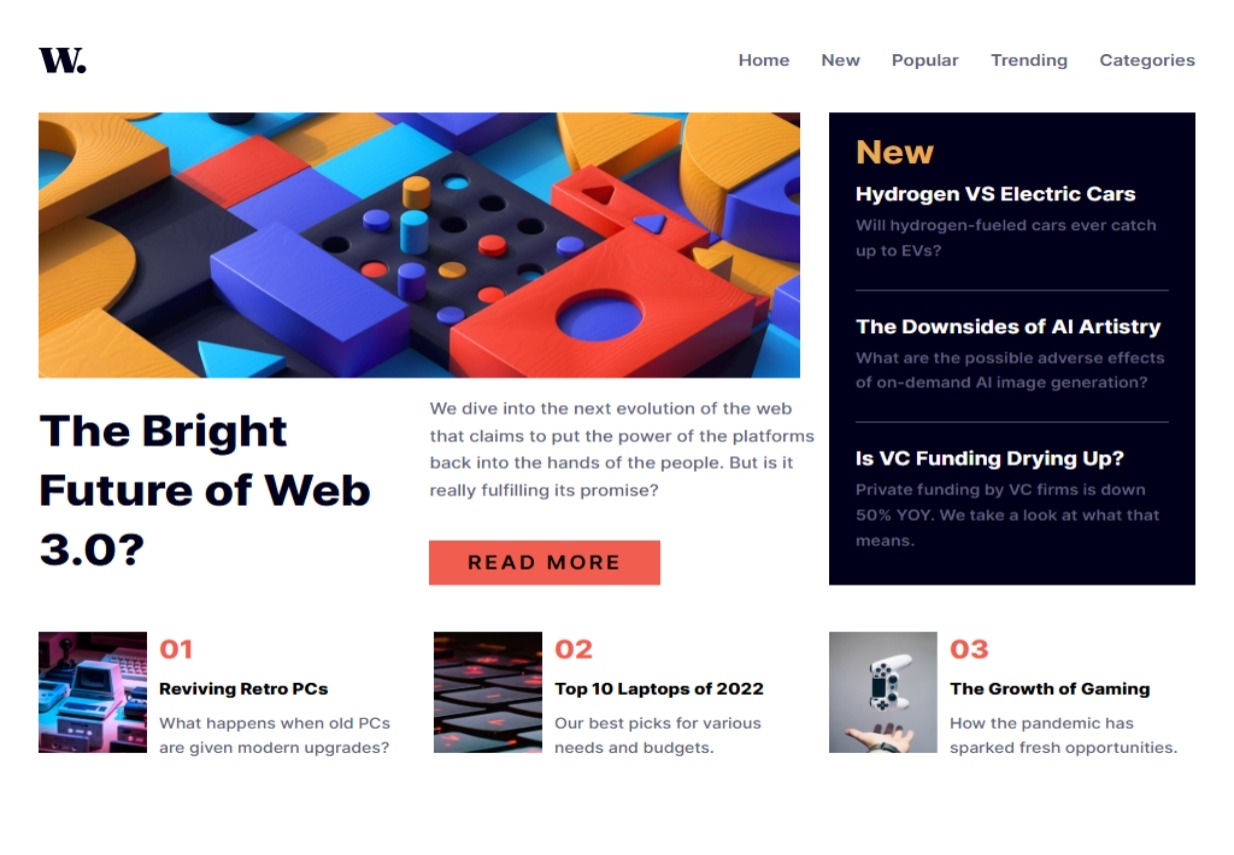 W.
Home New Popular Trending Categories
New
Hydrogen VS Electric Cars
Will hydrogen-fueled cars ever catch
up to EVs?
The Downsides of AI Artistry
What are the possible adverse effects
of on-demand AI image generation?
Is VC Funding Drying Up?
Private funding by VC firms is down
50% YOY. We take a look at what that
means.
The Bright
Future of Web
3.0?
We dive into the next evolution of the web
that claims to put the power of the platforms
back into the hands of the people. But is it
really fulfilling its promise?
READ MORE
01
Reviving Retro PCs
What happens when old PCs
are given modern upgrades?
02
Top 10 Laptops of 2022
Our best picks for various
needs and budgets.
03
The Growth of Gaming
How the pandemic has
sparked fresh opportunities.